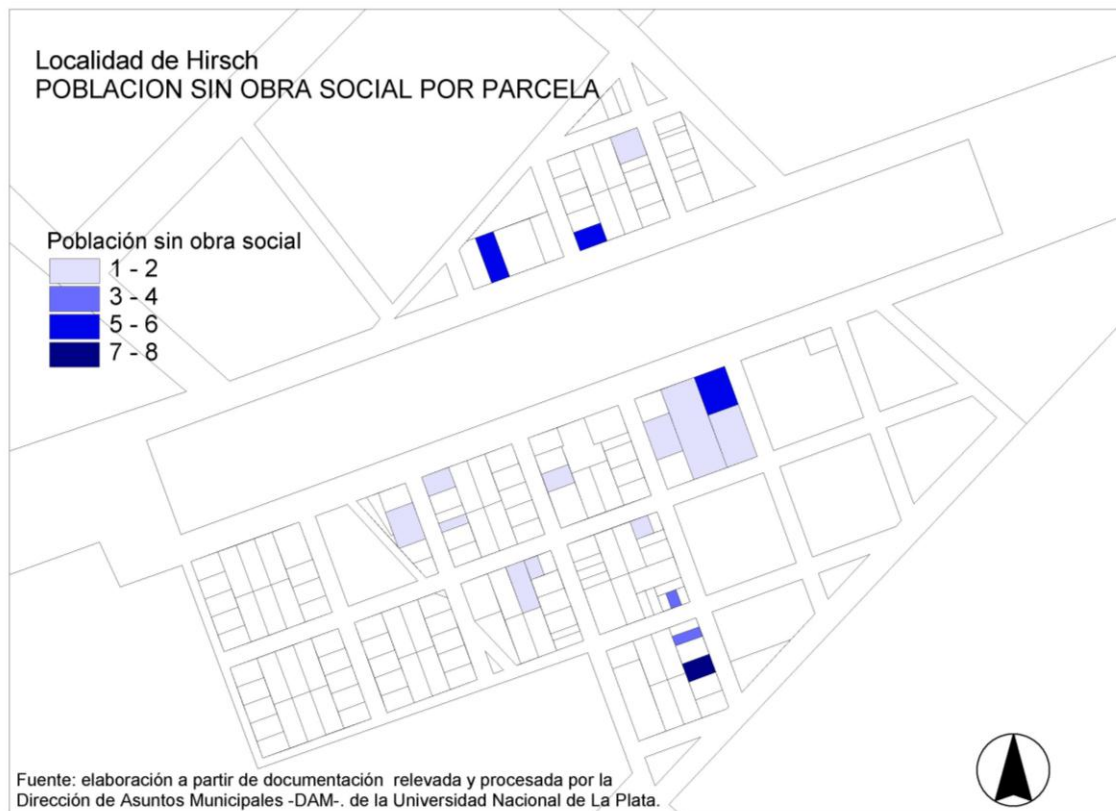 Localidad de Hirsch
POBLACION SIN OBRA SOCIAL POR PARCELA
Población sin obra social
1 - 2
3 - 4
5 - 6
7 - 8
Fuente: elaboración a partir de documentación relevada y procesada por la
Dirección de Asuntos Municipales -DAM-. de la Universidad Nacional de La Plata.